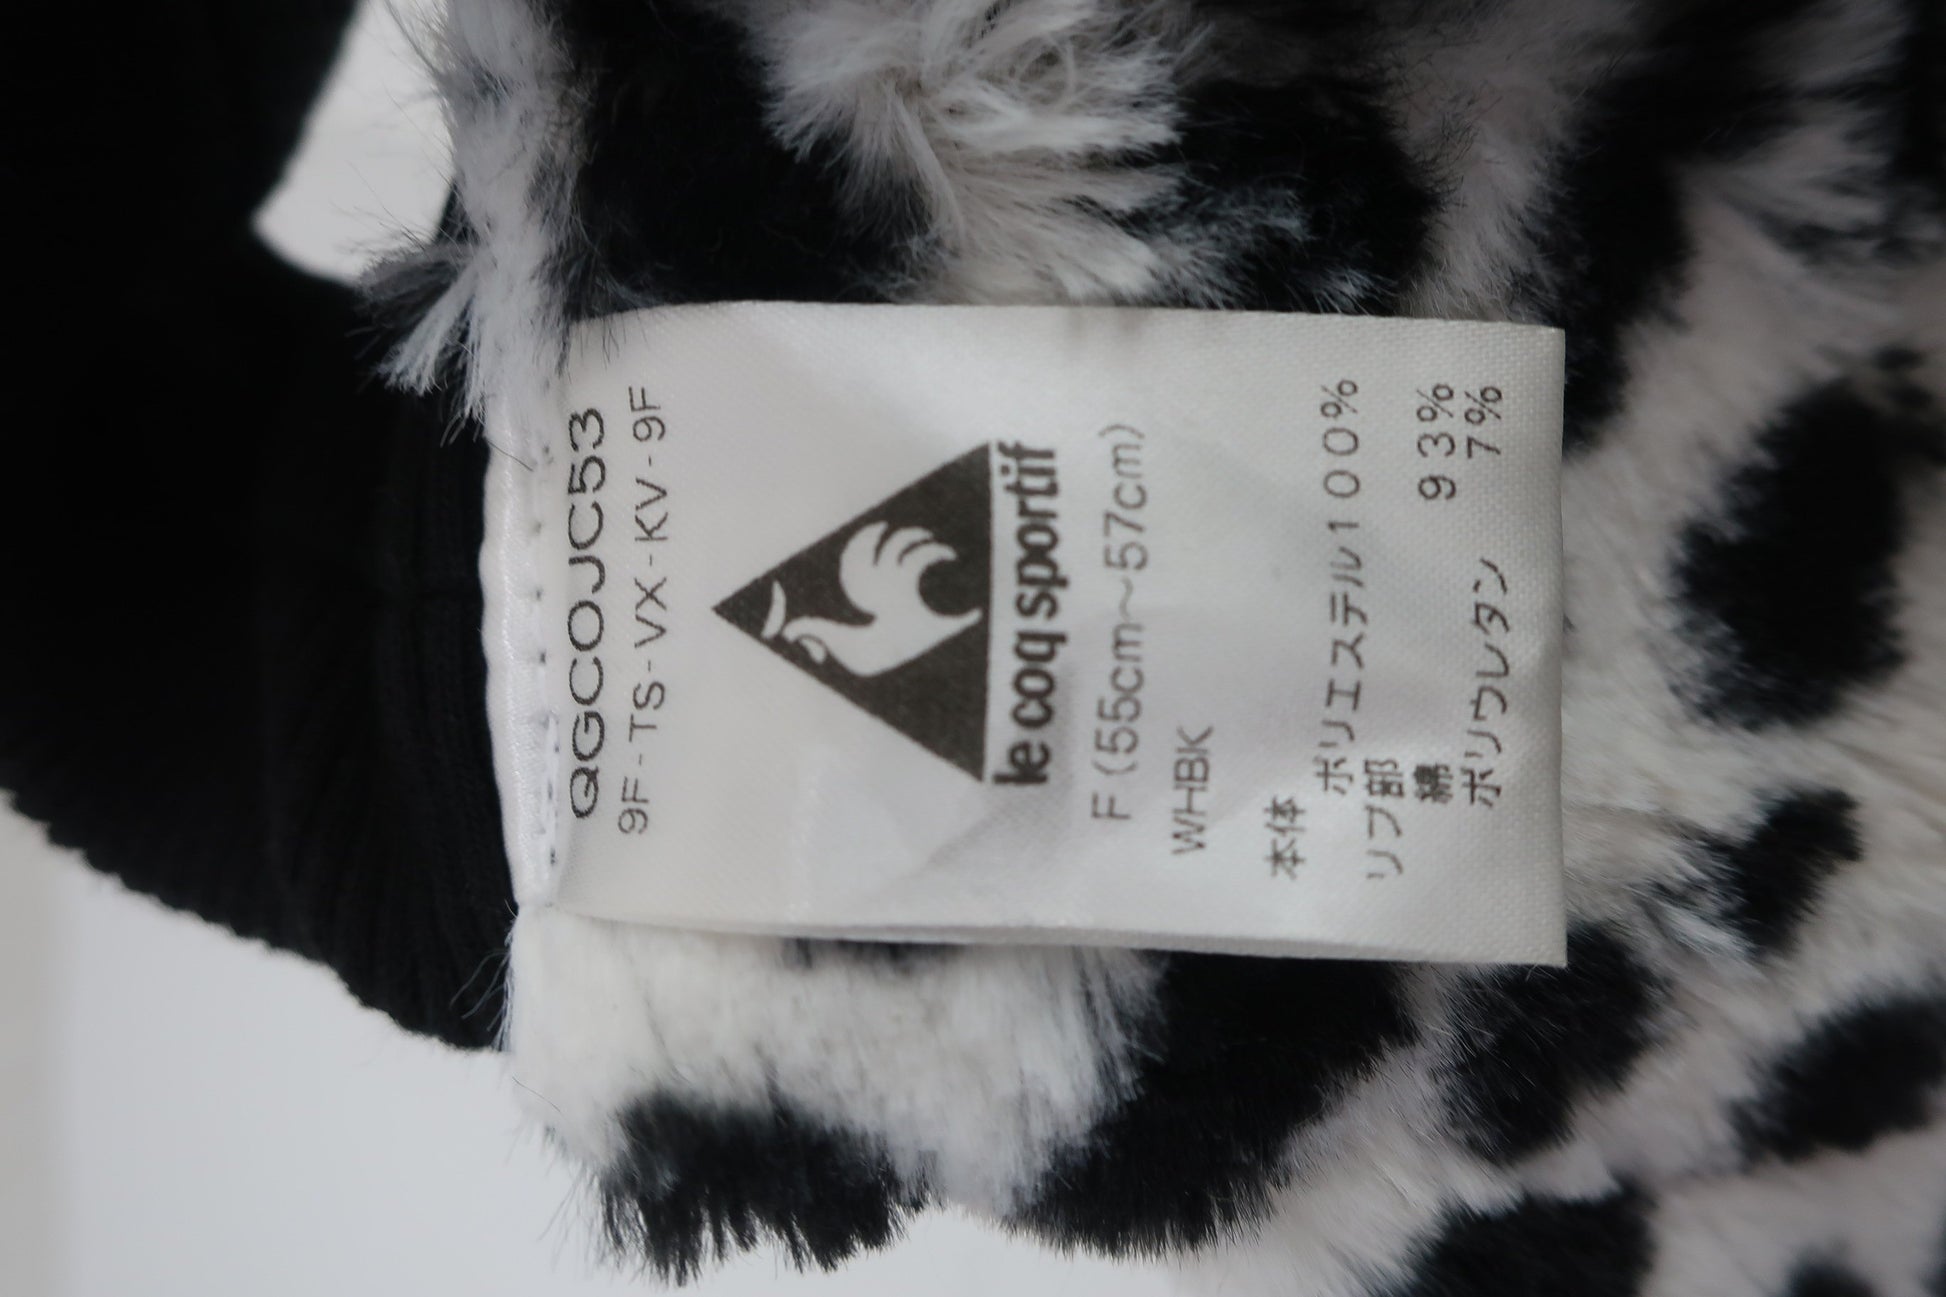 QGCOJC53
9F-TS-VX-KV-9F
le coq sportif
F（55cm～57cm）
WHBK
本体
ポリエステル１００％
リブ部
綿 ９３％
ポリウレタン ７％